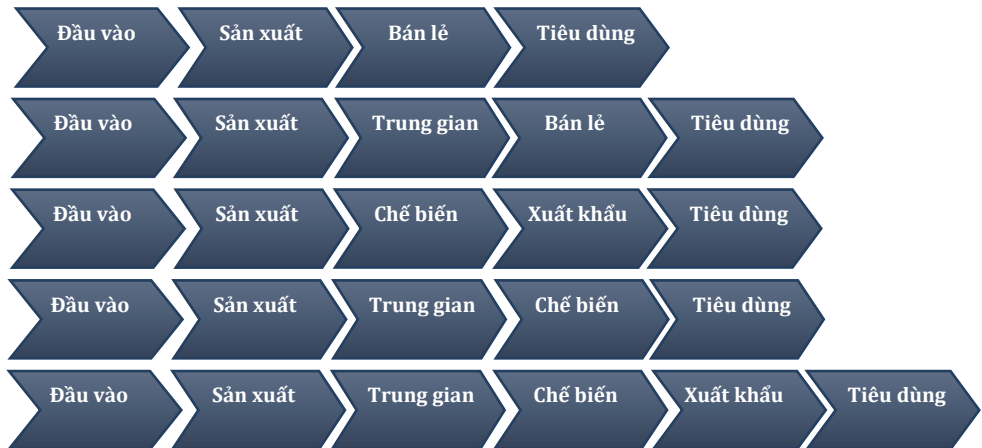 Đầu vào Sản xuất Bán lẻ Tiêu dùng
Đầu vào Sản xuất Trung gian Bán lẻ Tiêu dùng
Đầu vào Sản xuất Chế biến Xuất khẩu Tiêu dùng
Đầu vào Sản xuất Trung gian Chế biến Tiêu dùng
Đầu vào Sản xuất Trung gian Chế biến Xuất khẩu Tiêu dùng